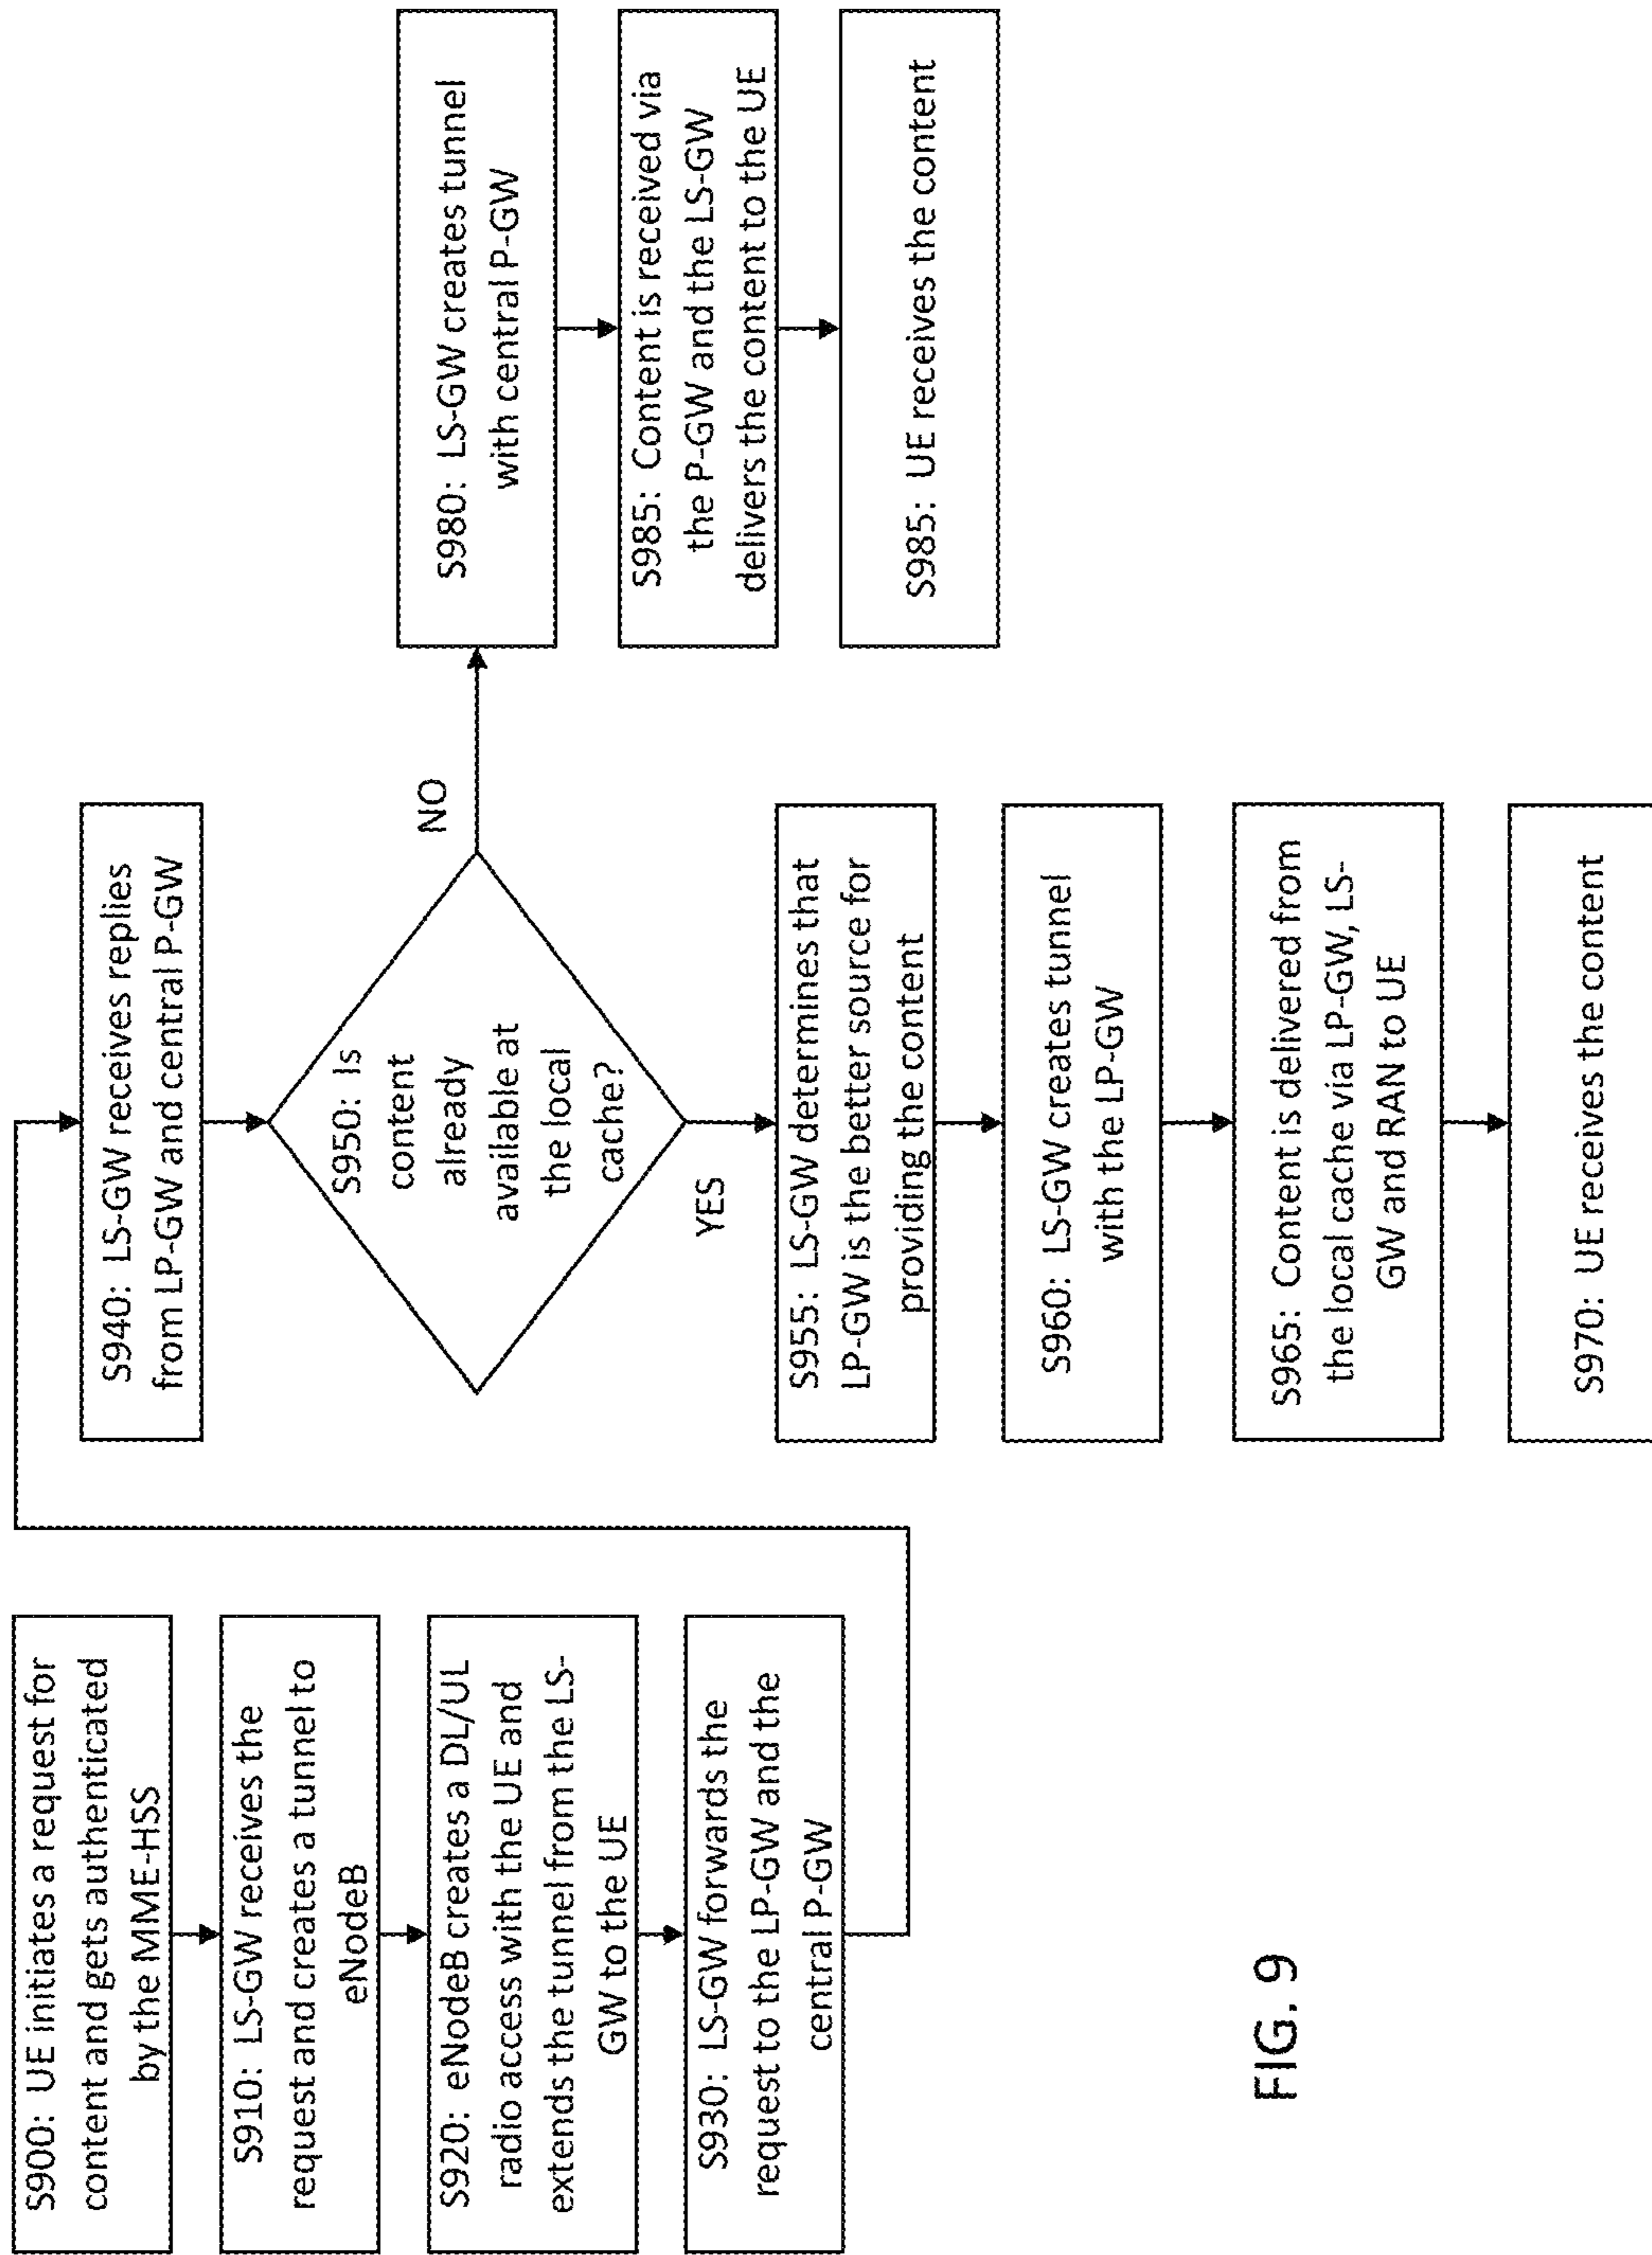 S900: UE initiates a request for
content and gets authenticated
by the MME-HSS
S910: LS-GW receives the
request and creates a tunnel to
eNodeB
S920: eNodeB creates a DL/UL
radio access with the UE and
extends the tunnel from the LS-
GW to the UE
S930: LS-GW forwards the
request to the LP-GW and the
central P-GW
S940: LS-GW receives replies
from LP-GW and central P-GW
S950: Is
content
already
available at
the local
cache?
NO
YES
S955: LS-GW determines that
LP-GW is the better source for
providing the content
S960: LS-GW creates tunnel
with the LP-GW
S965: Content is delivered from
the local cache via LP-GW, LS-
GW and RAN to UE
S970: UE receives the content
S980: LS-GW creates tunnel
with central P-GW
S985: Content is received via
the P-GW and the LS-GW
delivers the content to the UE
S985: UE receives the content
FIG. 9